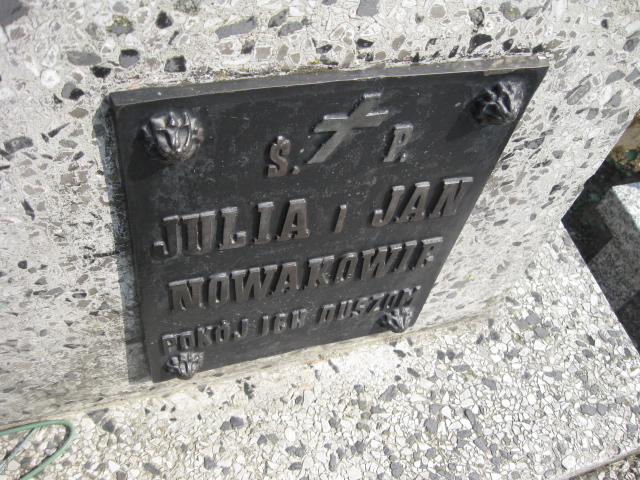 Ś. P.
JULIA I JAN
NOWAKOWIE
POKÓJ ICH DUSZOM